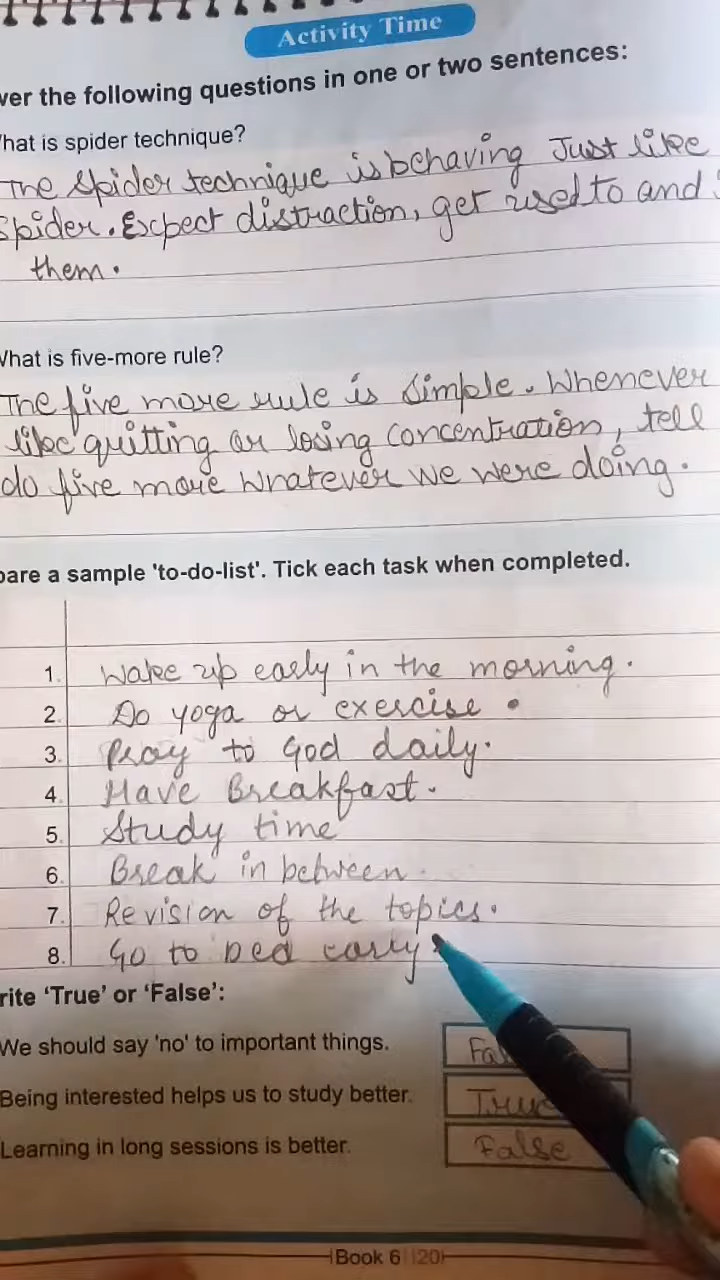 Activity Time
ver the following questions in one or two sentences:
hat is spider technique?
The spider technique is behaving Just like
spider. Expect distraction, get used to and
them.
What is five-more rule?
The five more rule is simple. Whenever
like quitting or losing concentration, tell
do five more whatever we were doing.
pare a sample 'to-do-list'. Tick each task when completed.
1. Wake up early in the morning.
2. Do yoga or exercise.
3. Pray to God daily.
4. Have Breakfast.
5. Study time
6. Break in between.
7. Revision of the topics.
8. Go to bed early.
rite 'True' or 'False':
We should say 'no' to important things. Fa
Being interested helps us to study better. True
Learning in long sessions is better. False
Book 6 20